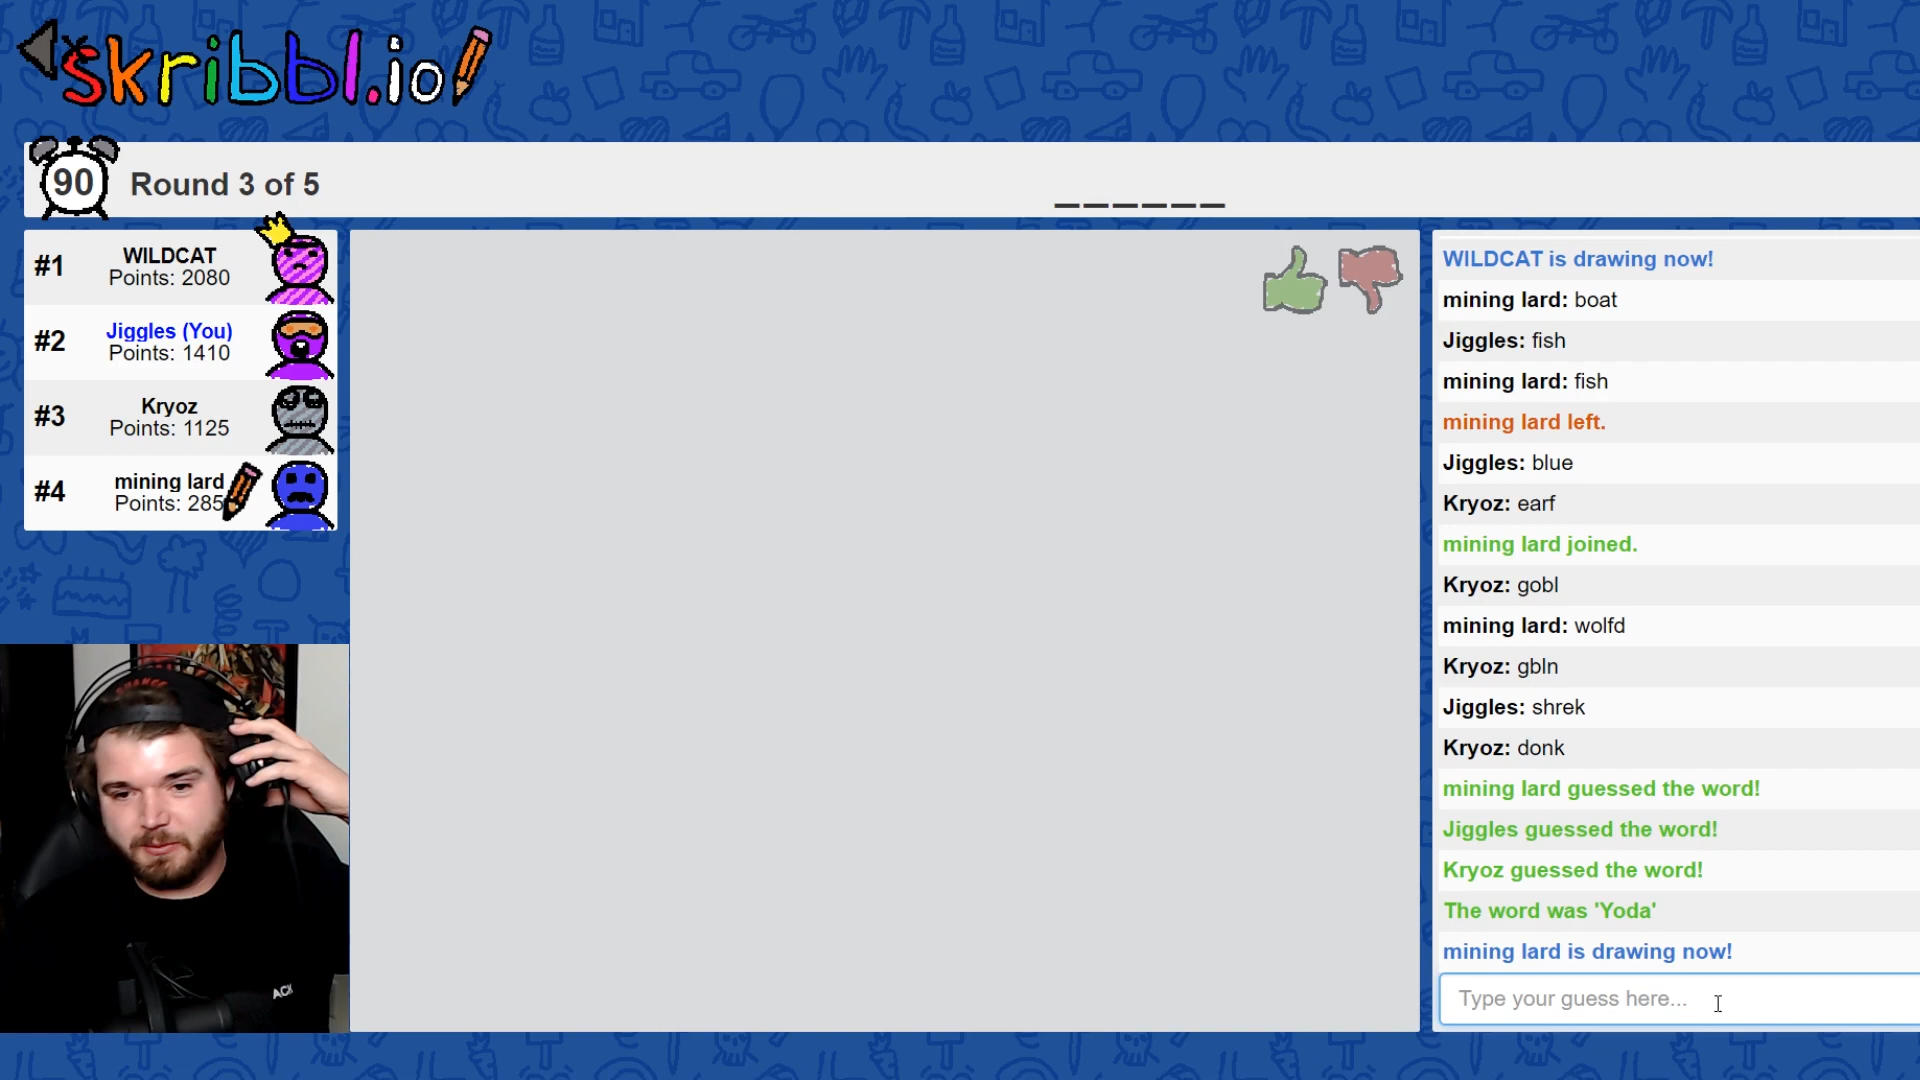 skribbl.io
90
Round 3 of 5
______
#1
WILDCAT
Points: 2080
#2
Jiggles (You)
Points: 1410
#3
Kryoz
Points: 1125
#4
mining lard
Points: 285
WILDCAT is drawing now!
mining lard: boat
Jiggles: fish
mining lard: fish
mining lard left.
Jiggles: blue
Kryoz: earf
mining lard joined.
Kryoz: gobl
mining lard: wolfd
Kryoz: gbln
Jiggles: shrek
Kryoz: donk
mining lard guessed the word!
Jiggles guessed the word!
Kryoz guessed the word!
The word was 'Yoda'
mining lard is drawing now!
Type your guess here...